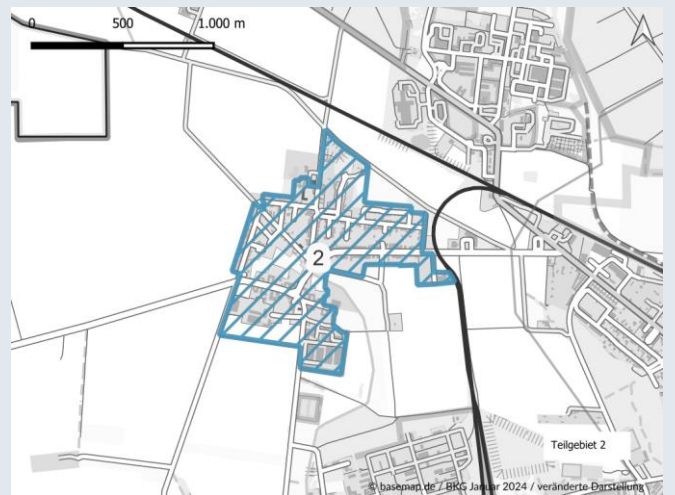 0 500 1.000 m
2
Teilgebiet 2
© basemap.de / BKG Januar 2024 / veränderte Darstellung